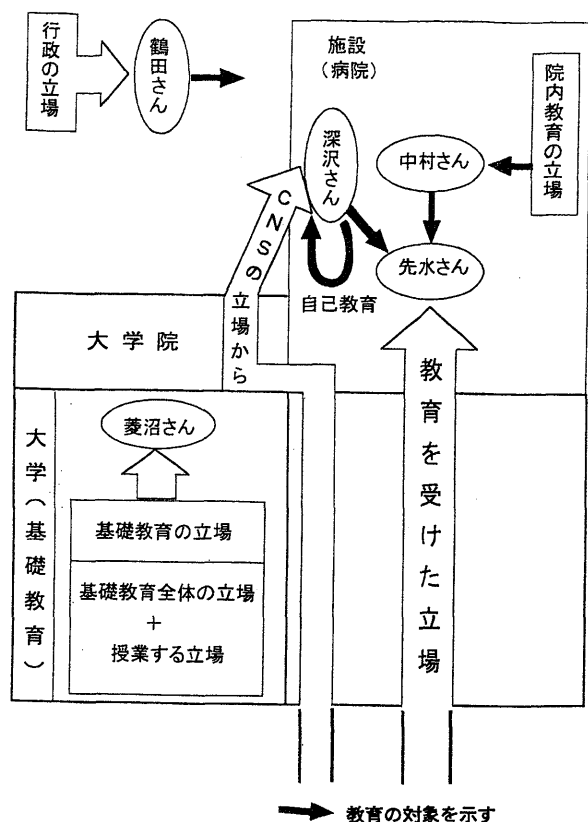 行政の立場
鶴田さん
施設
(病院)
院内教育の立場
深沢さん
中村さん
先水さん
自己教育
CNSの立場から
大学院
教育を受けた立場
大学(基礎教育)
菱沼さん
基礎教育の立場
基礎教育全体の立場
+
授業する立場
教育の対象を示す